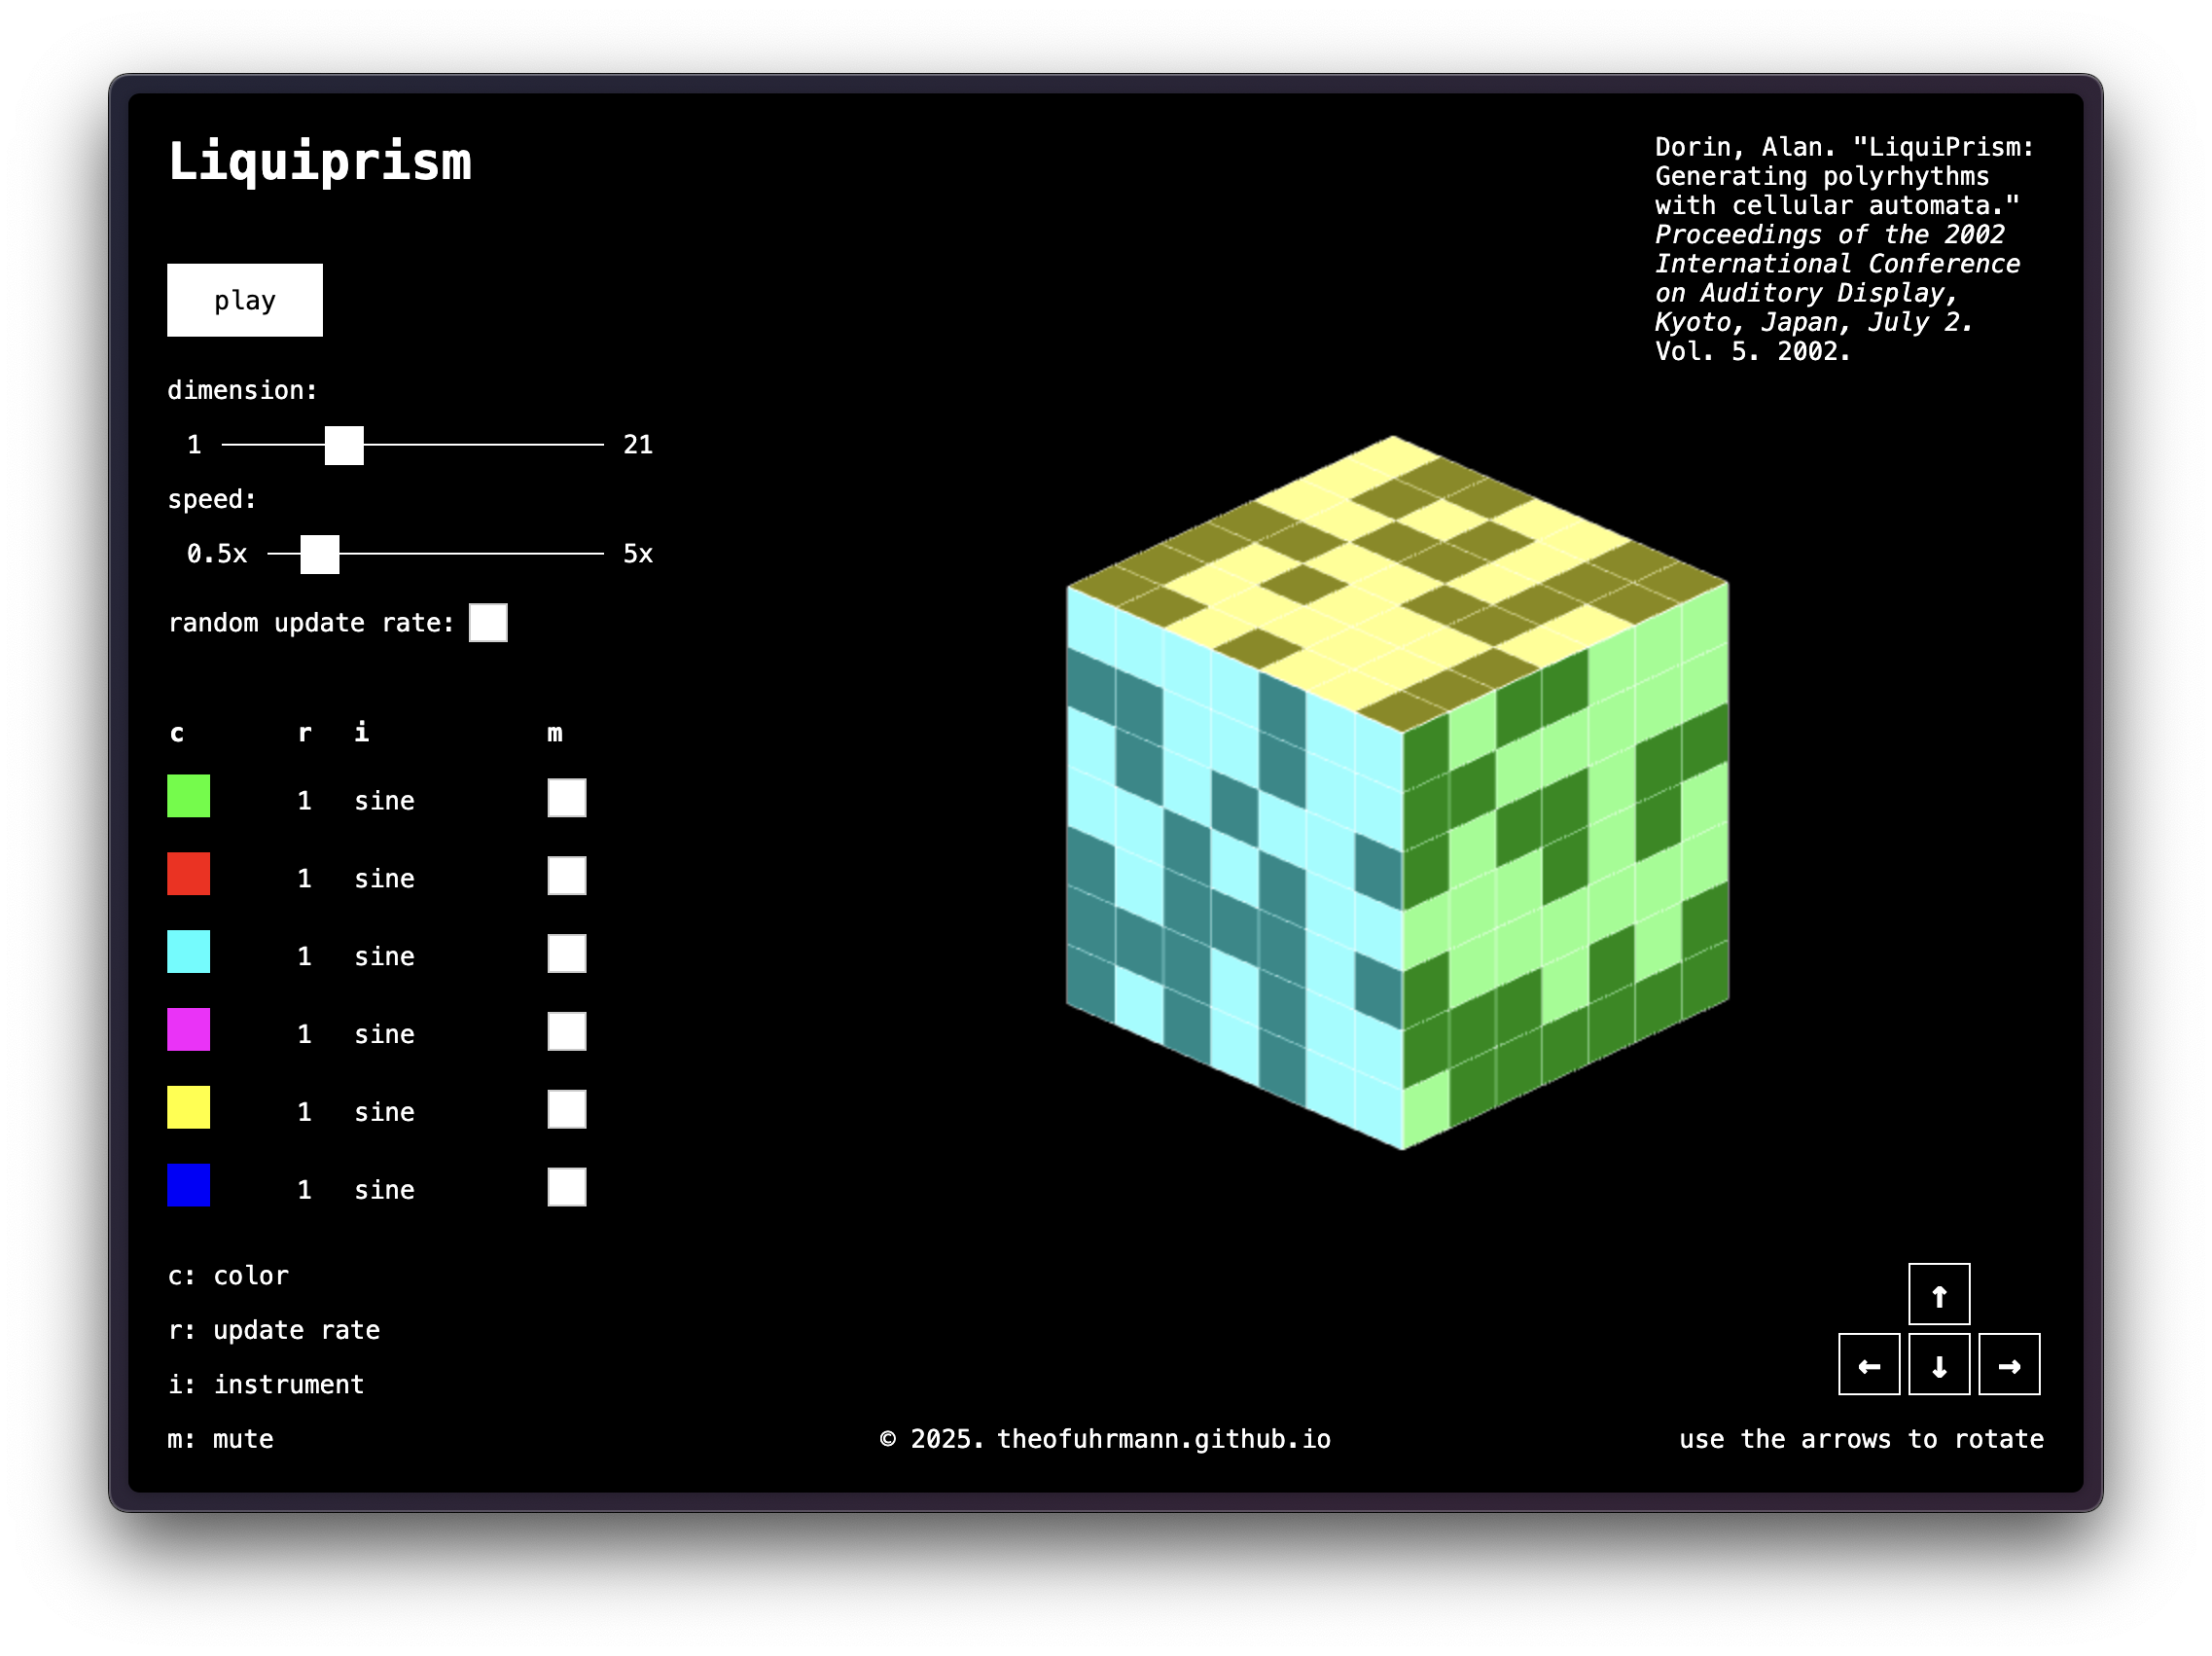 Liquiprism
Dorin, Alan. "LiquiPrism:
Generating polyrhythms
with cellular automata."
Proceedings of the 2002
International Conference
on Auditory Display,
Kyoto, Japan, July 2.
Vol. 5. 2002.
play
dimension:
1 21
speed:
0.5x 5x
random update rate:
c r i m
1 sine
1 sine
1 sine
1 sine
1 sine
1 sine
c: color
r: update rate
i: instrument
m: mute
↑
← ↓ →
© 2025. theofuhrmann.github.io
use the arrows to rotate